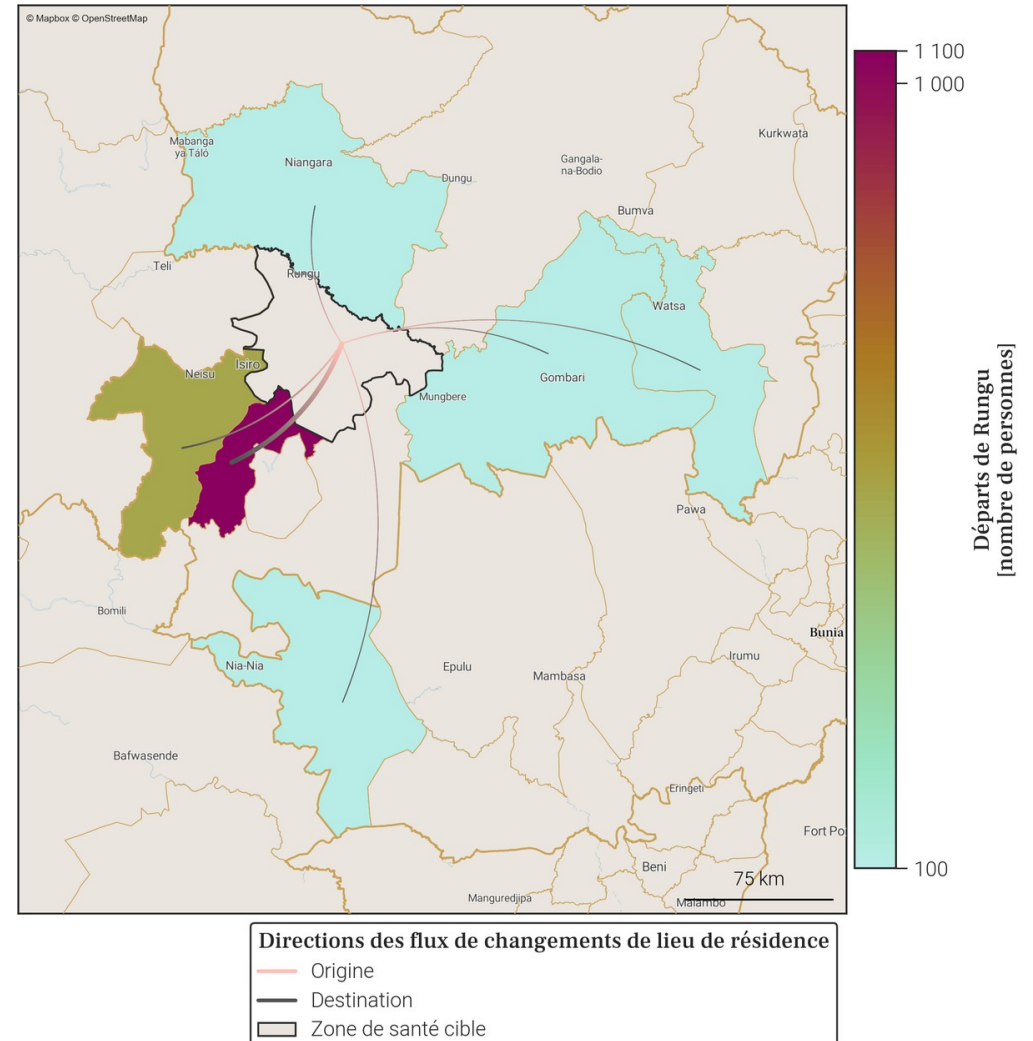 © Mapbox © OpenStreetMap
1 100
1 000
Kurkwata
Mabanga
ya Táló
Niangara
Gangala-
na-Bodio
Dungu
Bumva
Teli
Rungu
Watsa
Isiro
Neisu
Gombari
Mungbere
Départs de Rungu
[nombre de personnes]
Pawa
Bomili
Bunia
Nia-Nia
Epulu
Irumu
Mambasa
Bafwasende
Eringeti
Fort Po
Beni
100
75 km
Manguredjipa
Malambo
Directions des flux de changements de lieu de résidence
Origine
Destination
Zone de santé cible